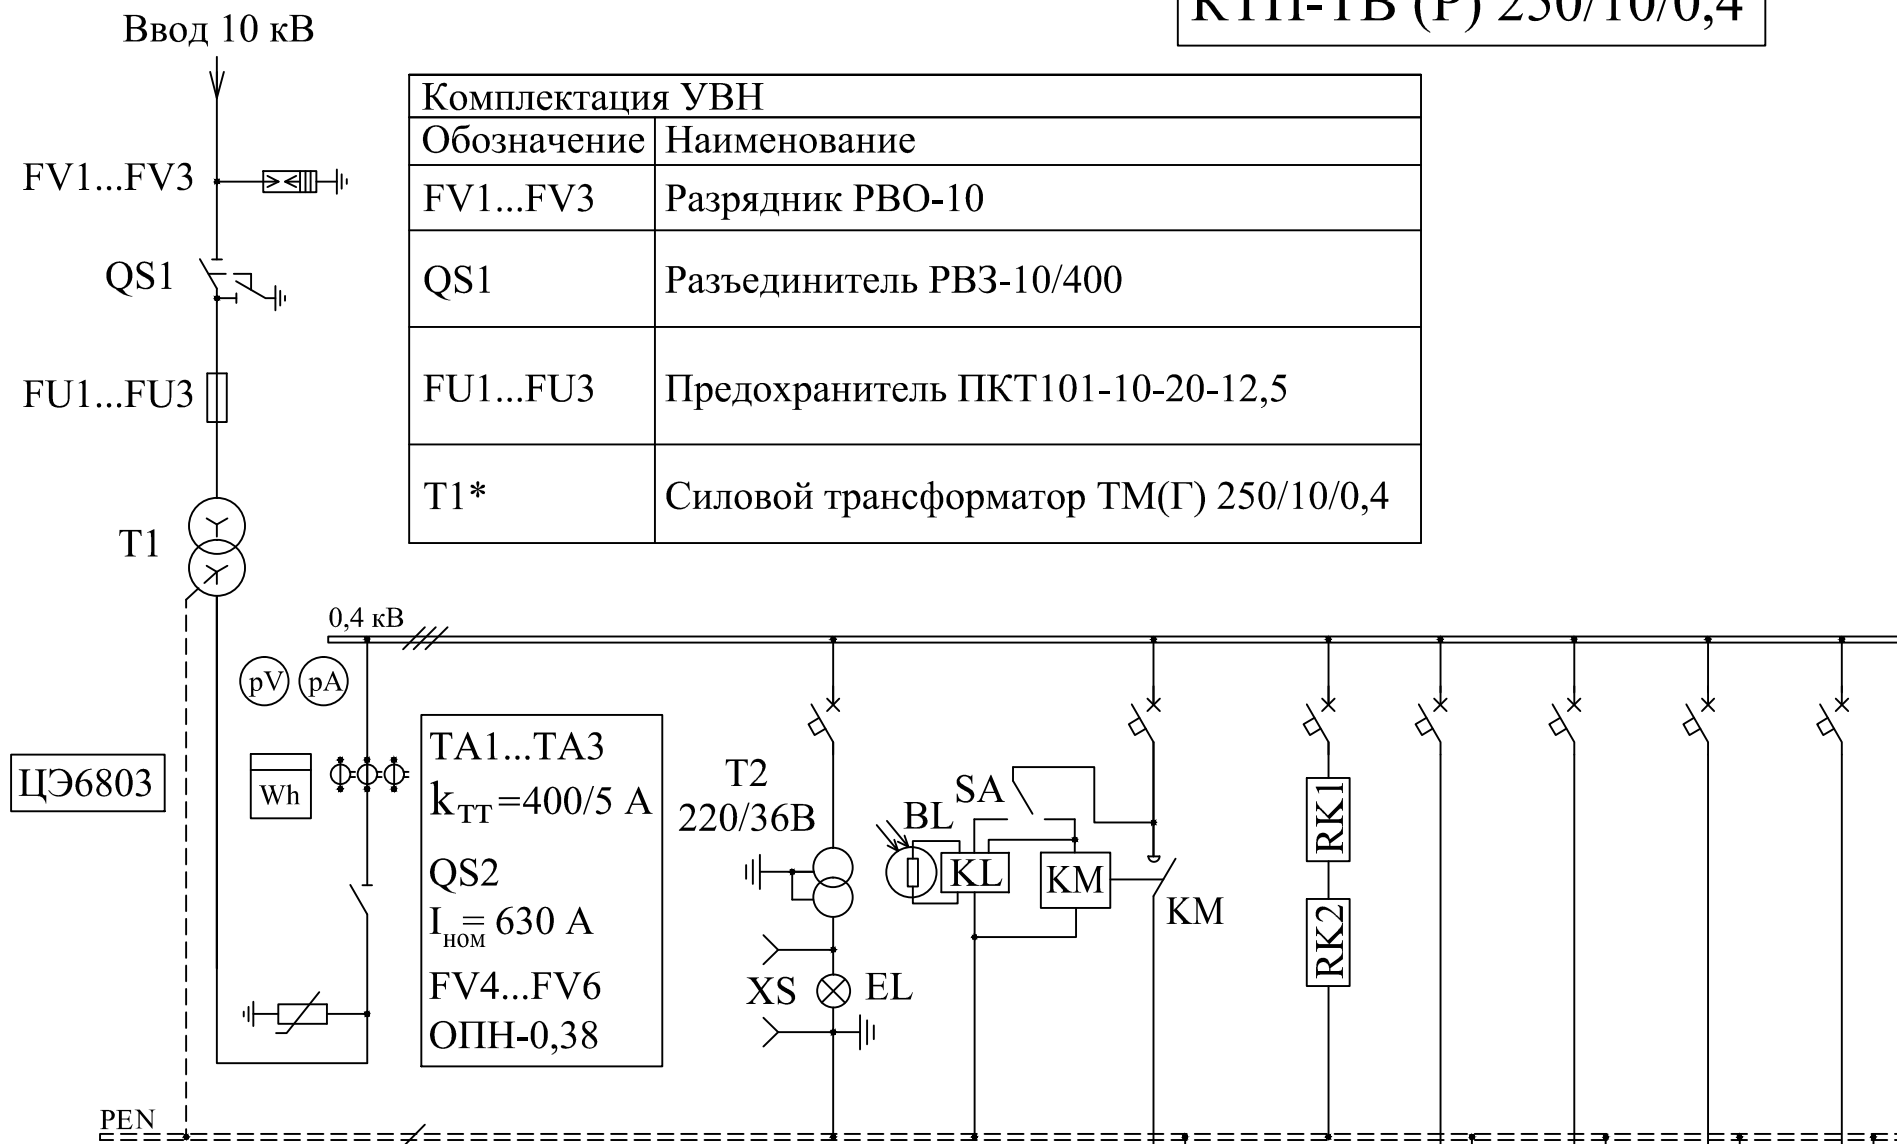 КТП-ТВ (Р) 250/10/0,4
Ввод 10 кВ
Комплектация УВН
Обозначение Наименование
FV1...FV3
FV1...FV3 Разрядник РВО-10
QS1
QS1 Разъединитель РВЗ-10/400
FU1...FU3
FU1...FU3 Предохранитель ПКТ101-10-20-12,5
T1
T1* Силовой трансформатор ТМ(Г) 250/10/0,4
0,4 кВ
pV pA
ЦЭ6803
Wh
TA1...TA3
kТТ=400/5 А
QS2
Iном= 630 А
FV4...FV6
ОПН-0,38
T2
220/36В
XS EL
BL
SA
KL
KM
KM
RK1
RK2
PEN